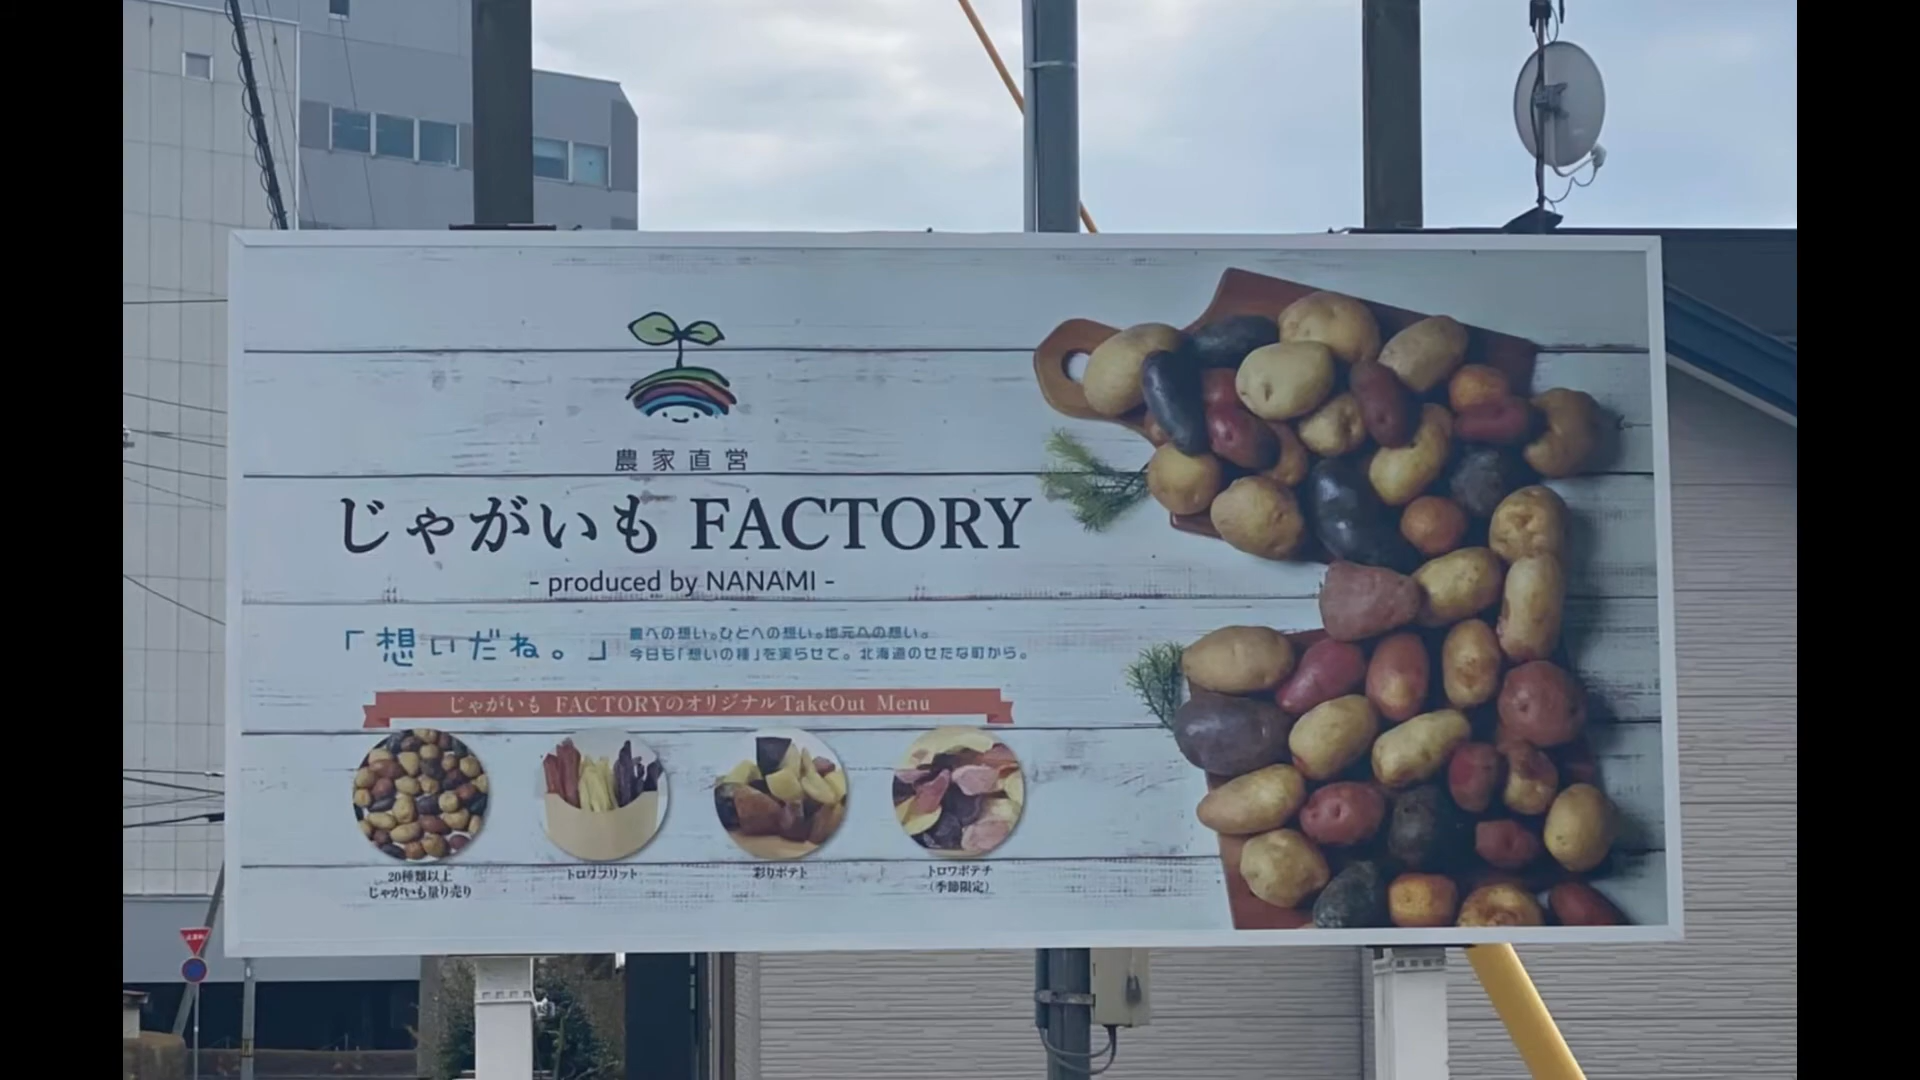 農家直営
じゃがいも FACTORY
- produced by NANAMI -
「想いだね。」
農への想い。ひとへの想い。地元への想い。
今日も「想いの種」を実らせて。北海道のせたな町から。
じゃがいも FACTORYのオリジナルTakeOut Menu
20種類以上
じゃがいも量り売り
トロワフリット
彩りポテト
トロワポテチ
(季節限定)